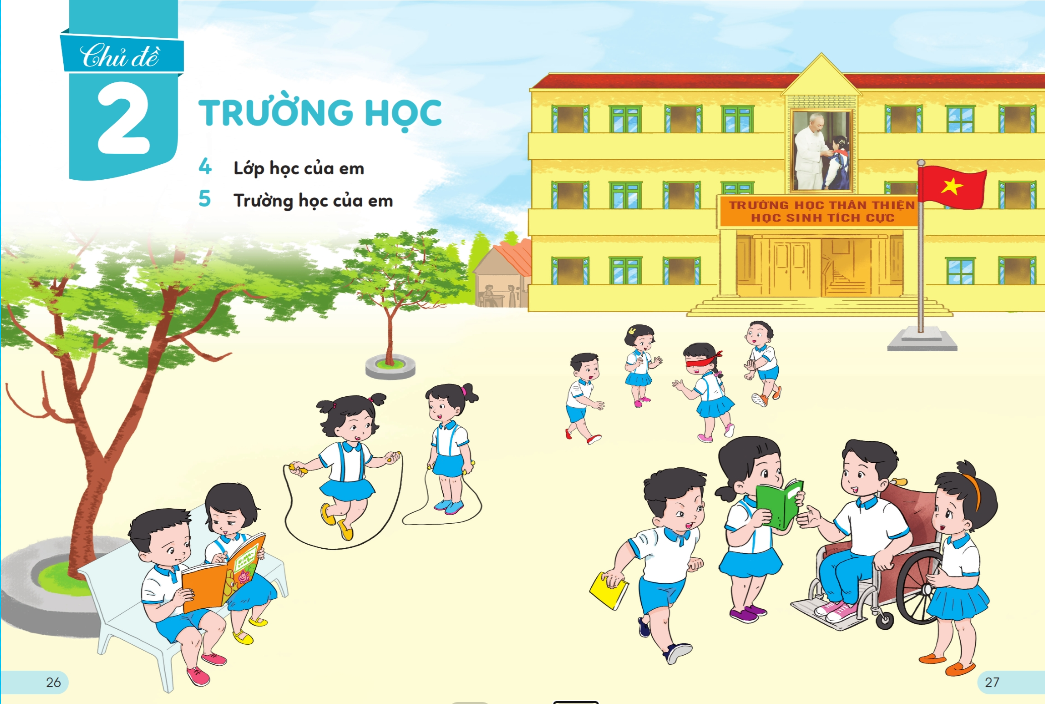 Chủ đề
2
TRƯỜNG HỌC
4 Lớp học của em
5 Trường học của em
TRƯỜNG HỌC THÂN THIỆN
HỌC SINH TÍCH CỰC
26
27